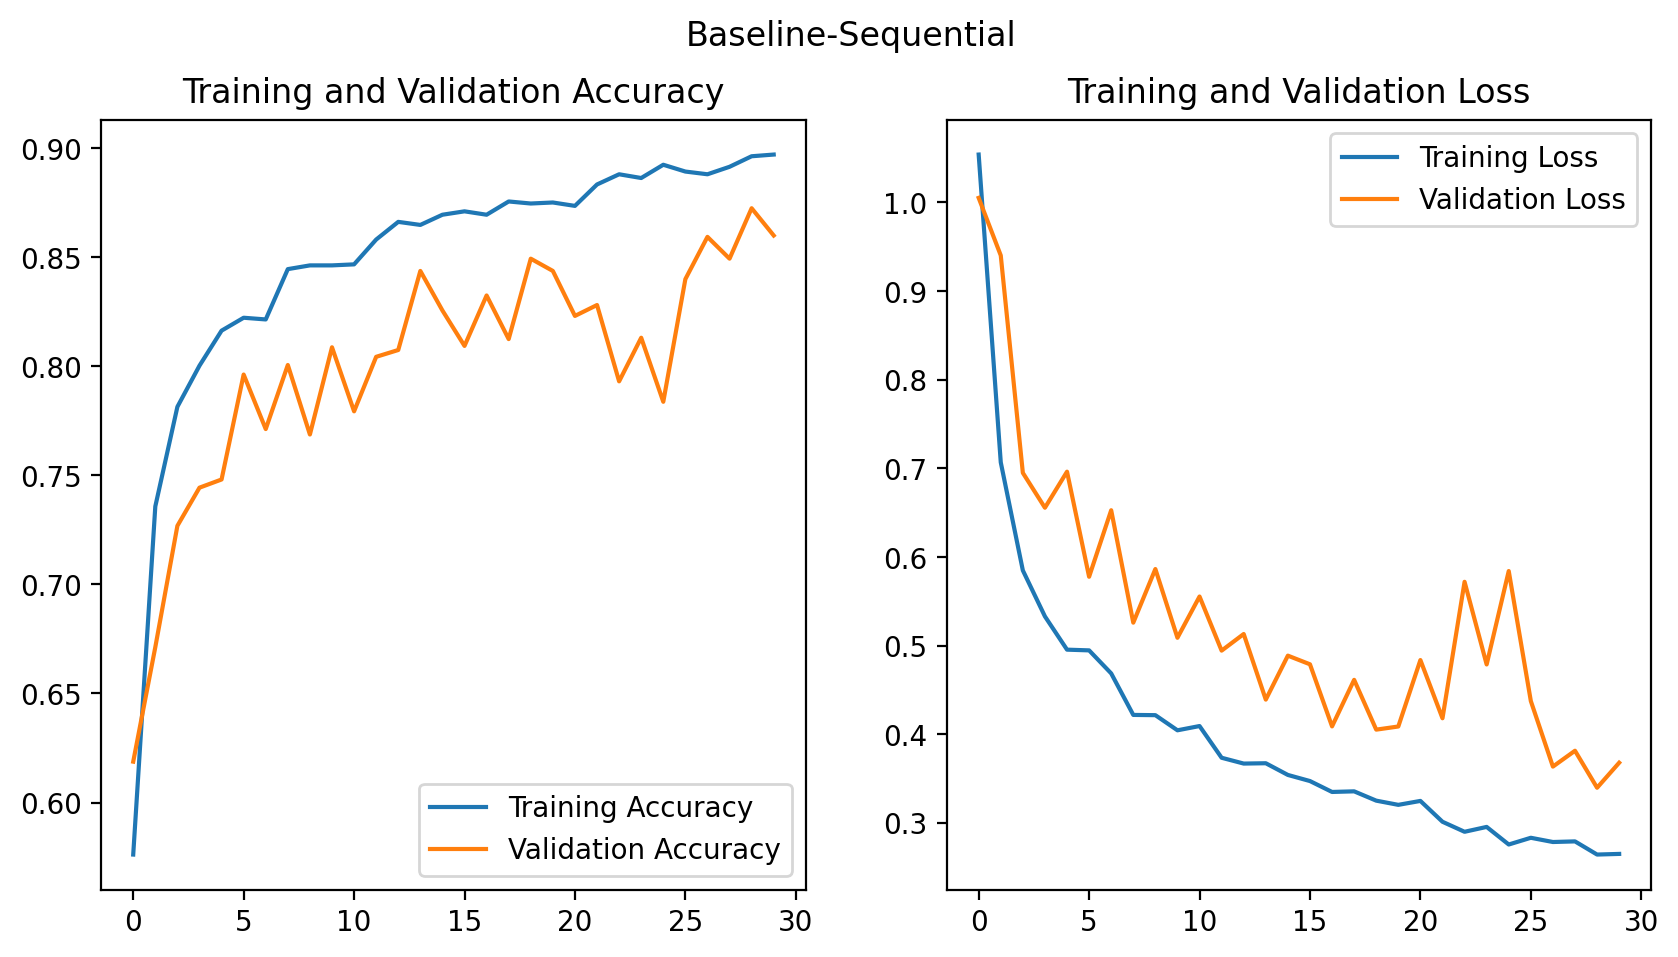 Baseline-Sequential
Training and Validation Accuracy
0.90
0.85
0.80
0.75
0.70
0.65
0.60
Training Accuracy
Validation Accuracy
0 5 10 15 20 25 30
Training and Validation Loss
Training Loss
Validation Loss
1.0
0.9
0.8
0.7
0.6
0.5
0.4
0.3
0 5 10 15 20 25 30